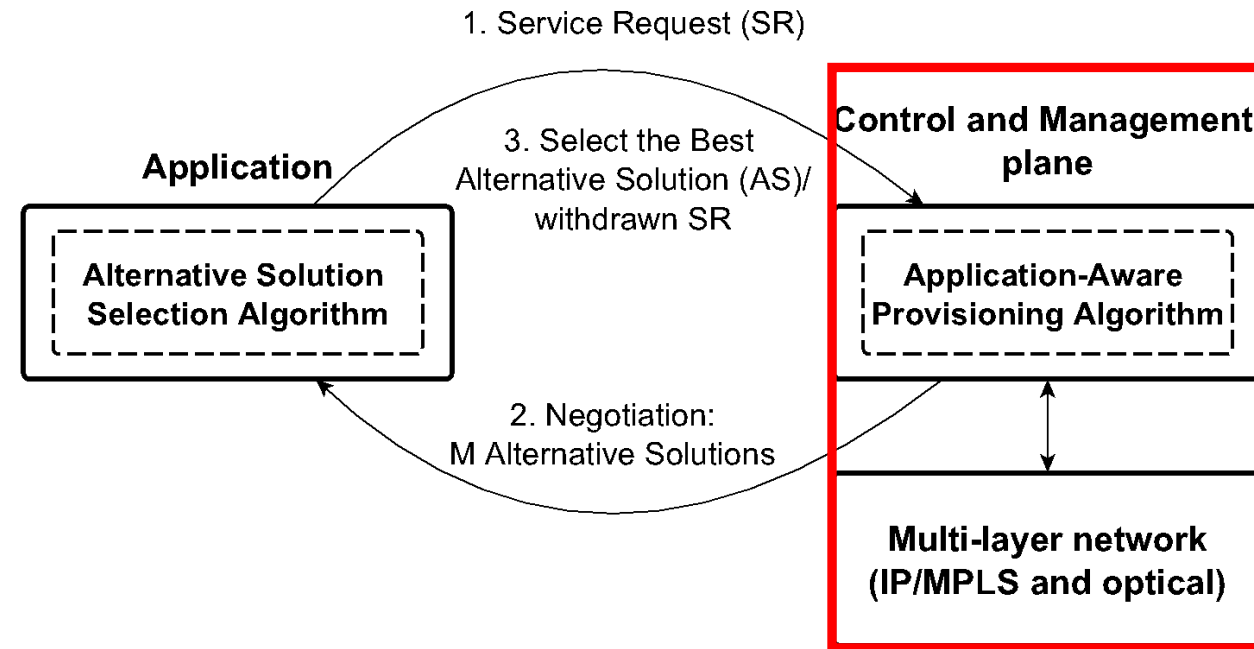 1. Service Request (SR)
3. Select the Best
Alternative Solution (AS)/
withdrawn SR
Application
Alternative Solution
Selection Algorithm
Control and Management
plane
Application-Aware
Provisioning Algorithm
2. Negotiation:
M Alternative Solutions
Multi-layer network
(IP/MPLS and optical)